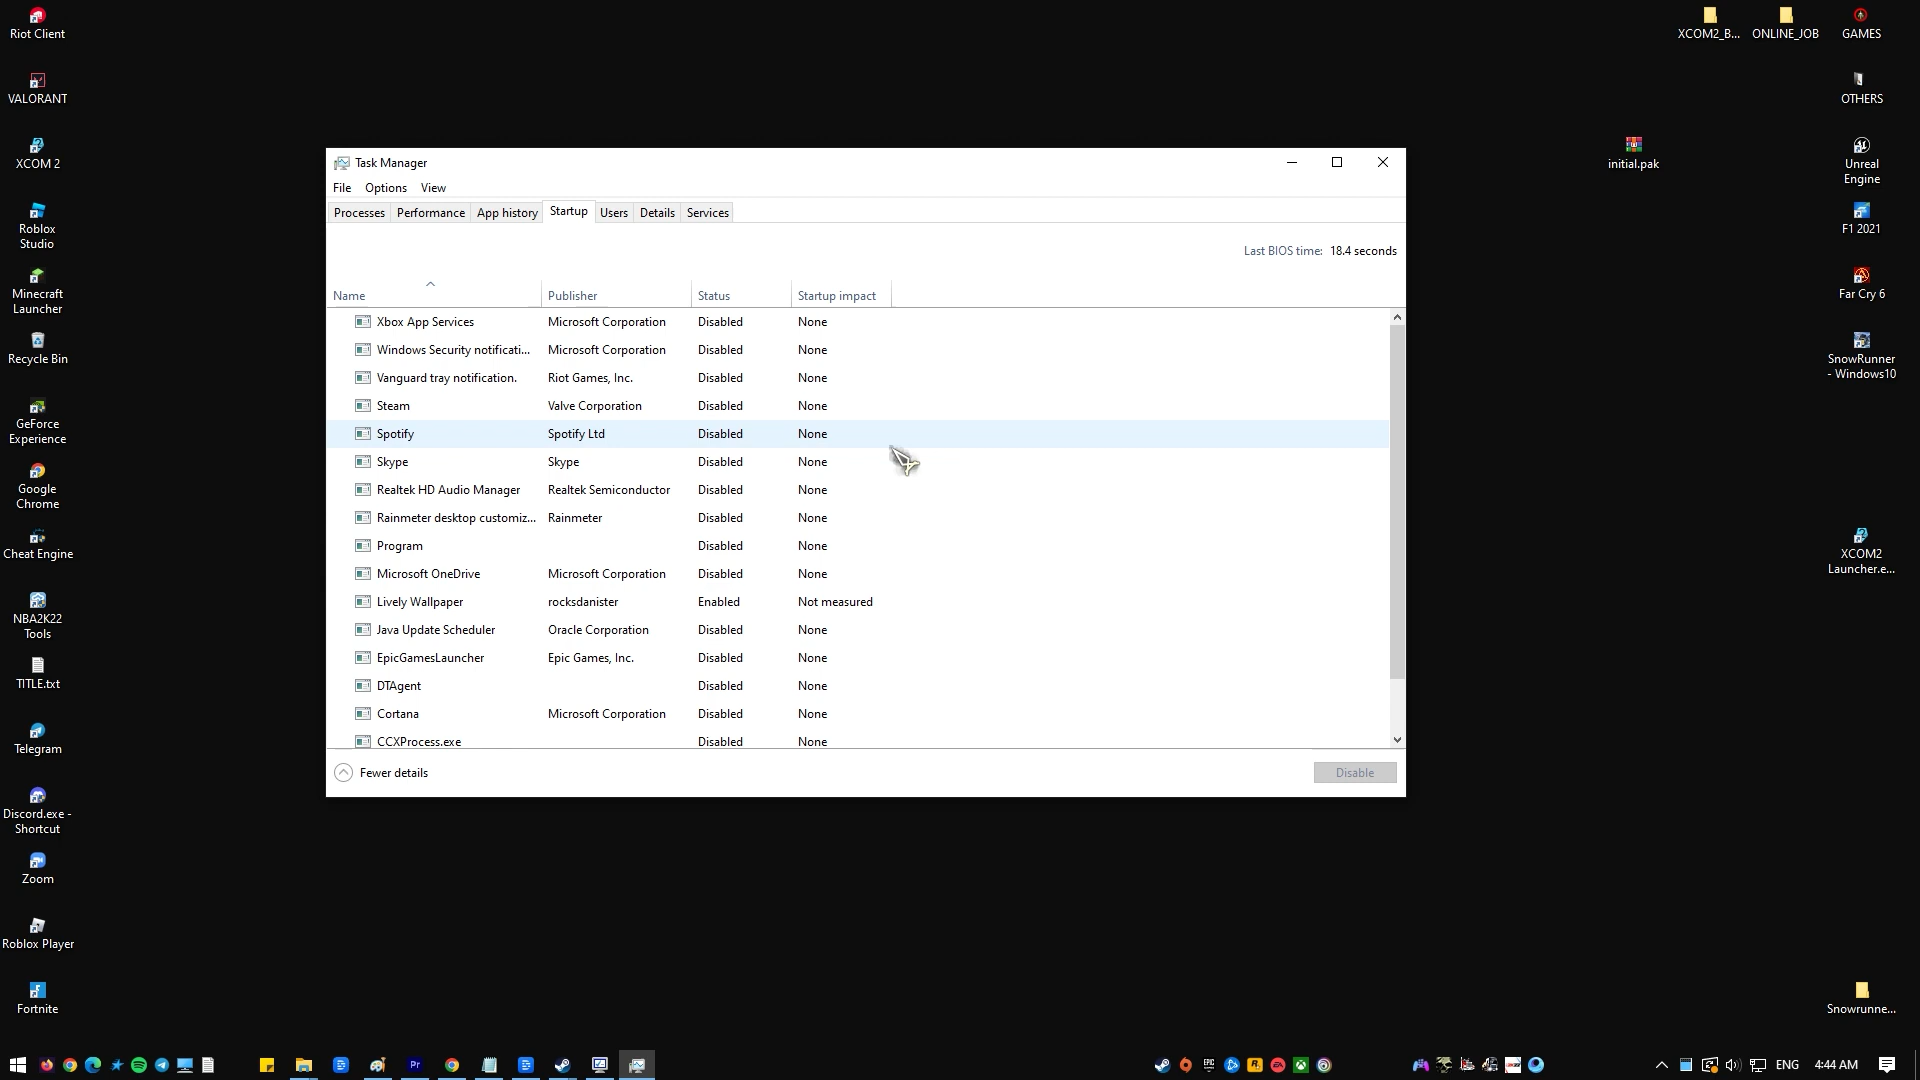 Riot Client
VALORANT
XCOM 2
Roblox
Studio
Minecraft
Launcher
Recycle Bin
GeForce
Experience
Google
Chrome
Cheat Engine
NBA2K22
Tools
TITLE.txt
Telegram
Discord.exe -
Shortcut
Zoom
Roblox Player
Fortnite
Task Manager
File Options View
Processes Performance App history Startup Users Details Services
Last BIOS time: 18.4 seconds
Name Publisher Status Startup impact
Xbox App Services Microsoft Corporation Disabled None
Windows Security notificati... Microsoft Corporation Disabled None
Vanguard tray notification. Riot Games, Inc. Disabled None
Steam Valve Corporation Disabled None
Spotify Spotify Ltd Disabled None
Skype Skype Disabled None
Realtek HD Audio Manager Realtek Semiconductor Disabled None
Rainmeter desktop customiz... Rainmeter Disabled None
Program Disabled None
Microsoft OneDrive Microsoft Corporation Disabled None
Lively Wallpaper rocksdanister Enabled Not measured
Java Update Scheduler Oracle Corporation Disabled None
EpicGamesLauncher Epic Games, Inc. Disabled None
DTAgent Disabled None
Cortana Microsoft Corporation Disabled None
CCXProcess.exe Disabled None
Fewer details Disable
XCOM2_B... ONLINE_JOB GAMES
OTHERS
initial.pak
Unreal
Engine
F1 2021
Far Cry 6
SnowRunner
- Windows10
XCOM2
Launcher.e...
Snowrunne...
Pr
ENG 4:44 AM